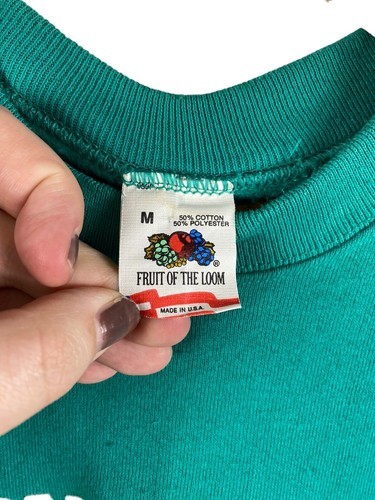 M
50% COTTON
50% POLYESTER
®
FRUIT OF THE LOOM
MADE IN U.S.A.